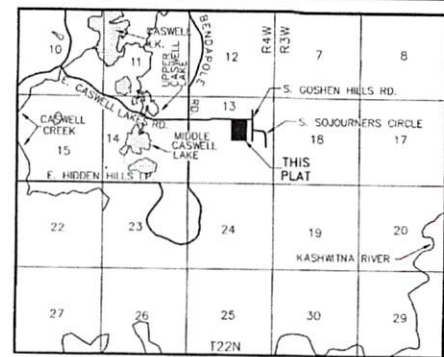 10
CASWELL
LK.
11
UPPER
CASWELL
LAKE
BENDAPOLE
RD
12
R4W
R3W
7
8
E. CASWELL LAKES RD.
13
S. GOSHEN HILLS RD.
S. SOJOURNERS CIRCLE
CASWELL
CREEK
15
14
MIDDLE
CASWELL
LAKE
18
17
THIS
PLAT
E. HIDDEN HILLS LP
22
23
24
19
20
KASHWITNA RIVER
27
26
25
30
29
T22N